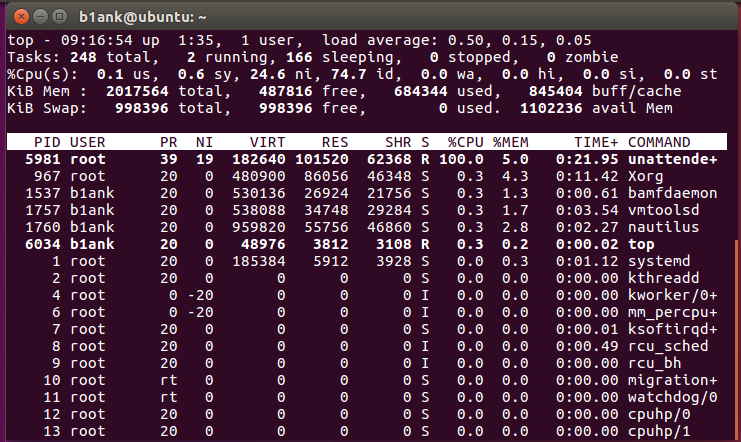 b1ank@ubuntu: ~
top - 09:16:54 up  1:35,  1 user,  load average: 0.50, 0.15, 0.05
Tasks: 248 total,   2 running, 166 sleeping,   0 stopped,   0 zombie
%Cpu(s):  0.1 us,  0.6 sy, 24.6 ni, 74.7 id,  0.0 wa,  0.0 hi,  0.0 si,  0.0 st
KiB Mem :  2017564 total,   487816 free,   684344 used,   845404 buff/cache
KiB Swap:   998396 total,   998396 free,        0 used.  1102236 avail Mem
PID USER      PR  NI    VIRT    RES    SHR S  %CPU %MEM     TIME+ COMMAND
5981 root      39  19  182640 101520  62368 R 100.0  5.0   0:21.95 unattende+
967 root      20   0  480900  86056  46348 S   0.3  4.3   0:11.42 Xorg
1537 b1ank     20   0  530136  26924  21756 S   0.3  1.3   0:00.61 bamfdaemon
1757 b1ank     20   0  538088  34748  29284 S   0.3  1.7   0:03.54 vmtoolsd
1760 b1ank     20   0  959820  55756  46860 S   0.3  2.8   0:02.27 nautilus
6034 b1ank     20   0   48976   3812   3108 R   0.3  0.2   0:00.02 top
1 root      20   0  185384   5912   3928 S   0.0  0.3   0:01.12 systemd
2 root      20   0       0      0      0 S   0.0  0.0   0:00.00 kthreadd
4 root       0 -20       0      0      0 I   0.0  0.0   0:00.00 kworker/0+
6 root       0 -20       0      0      0 I   0.0  0.0   0:00.00 mm_percpu+
7 root      20   0       0      0      0 S   0.0  0.0   0:00.01 ksoftirqd+
8 root      20   0       0      0      0 I   0.0  0.0   0:00.49 rcu_sched
9 root      20   0       0      0      0 I   0.0  0.0   0:00.00 rcu_bh
10 root      rt   0       0      0      0 S   0.0  0.0   0:00.00 migration+
11 root      rt   0       0      0      0 S   0.0  0.0   0:00.00 watchdog/0
12 root      20   0       0      0      0 S   0.0  0.0   0:00.00 cpuhp/0
13 root      20   0       0      0      0 S   0.0  0.0   0:00.00 cpuhp/1